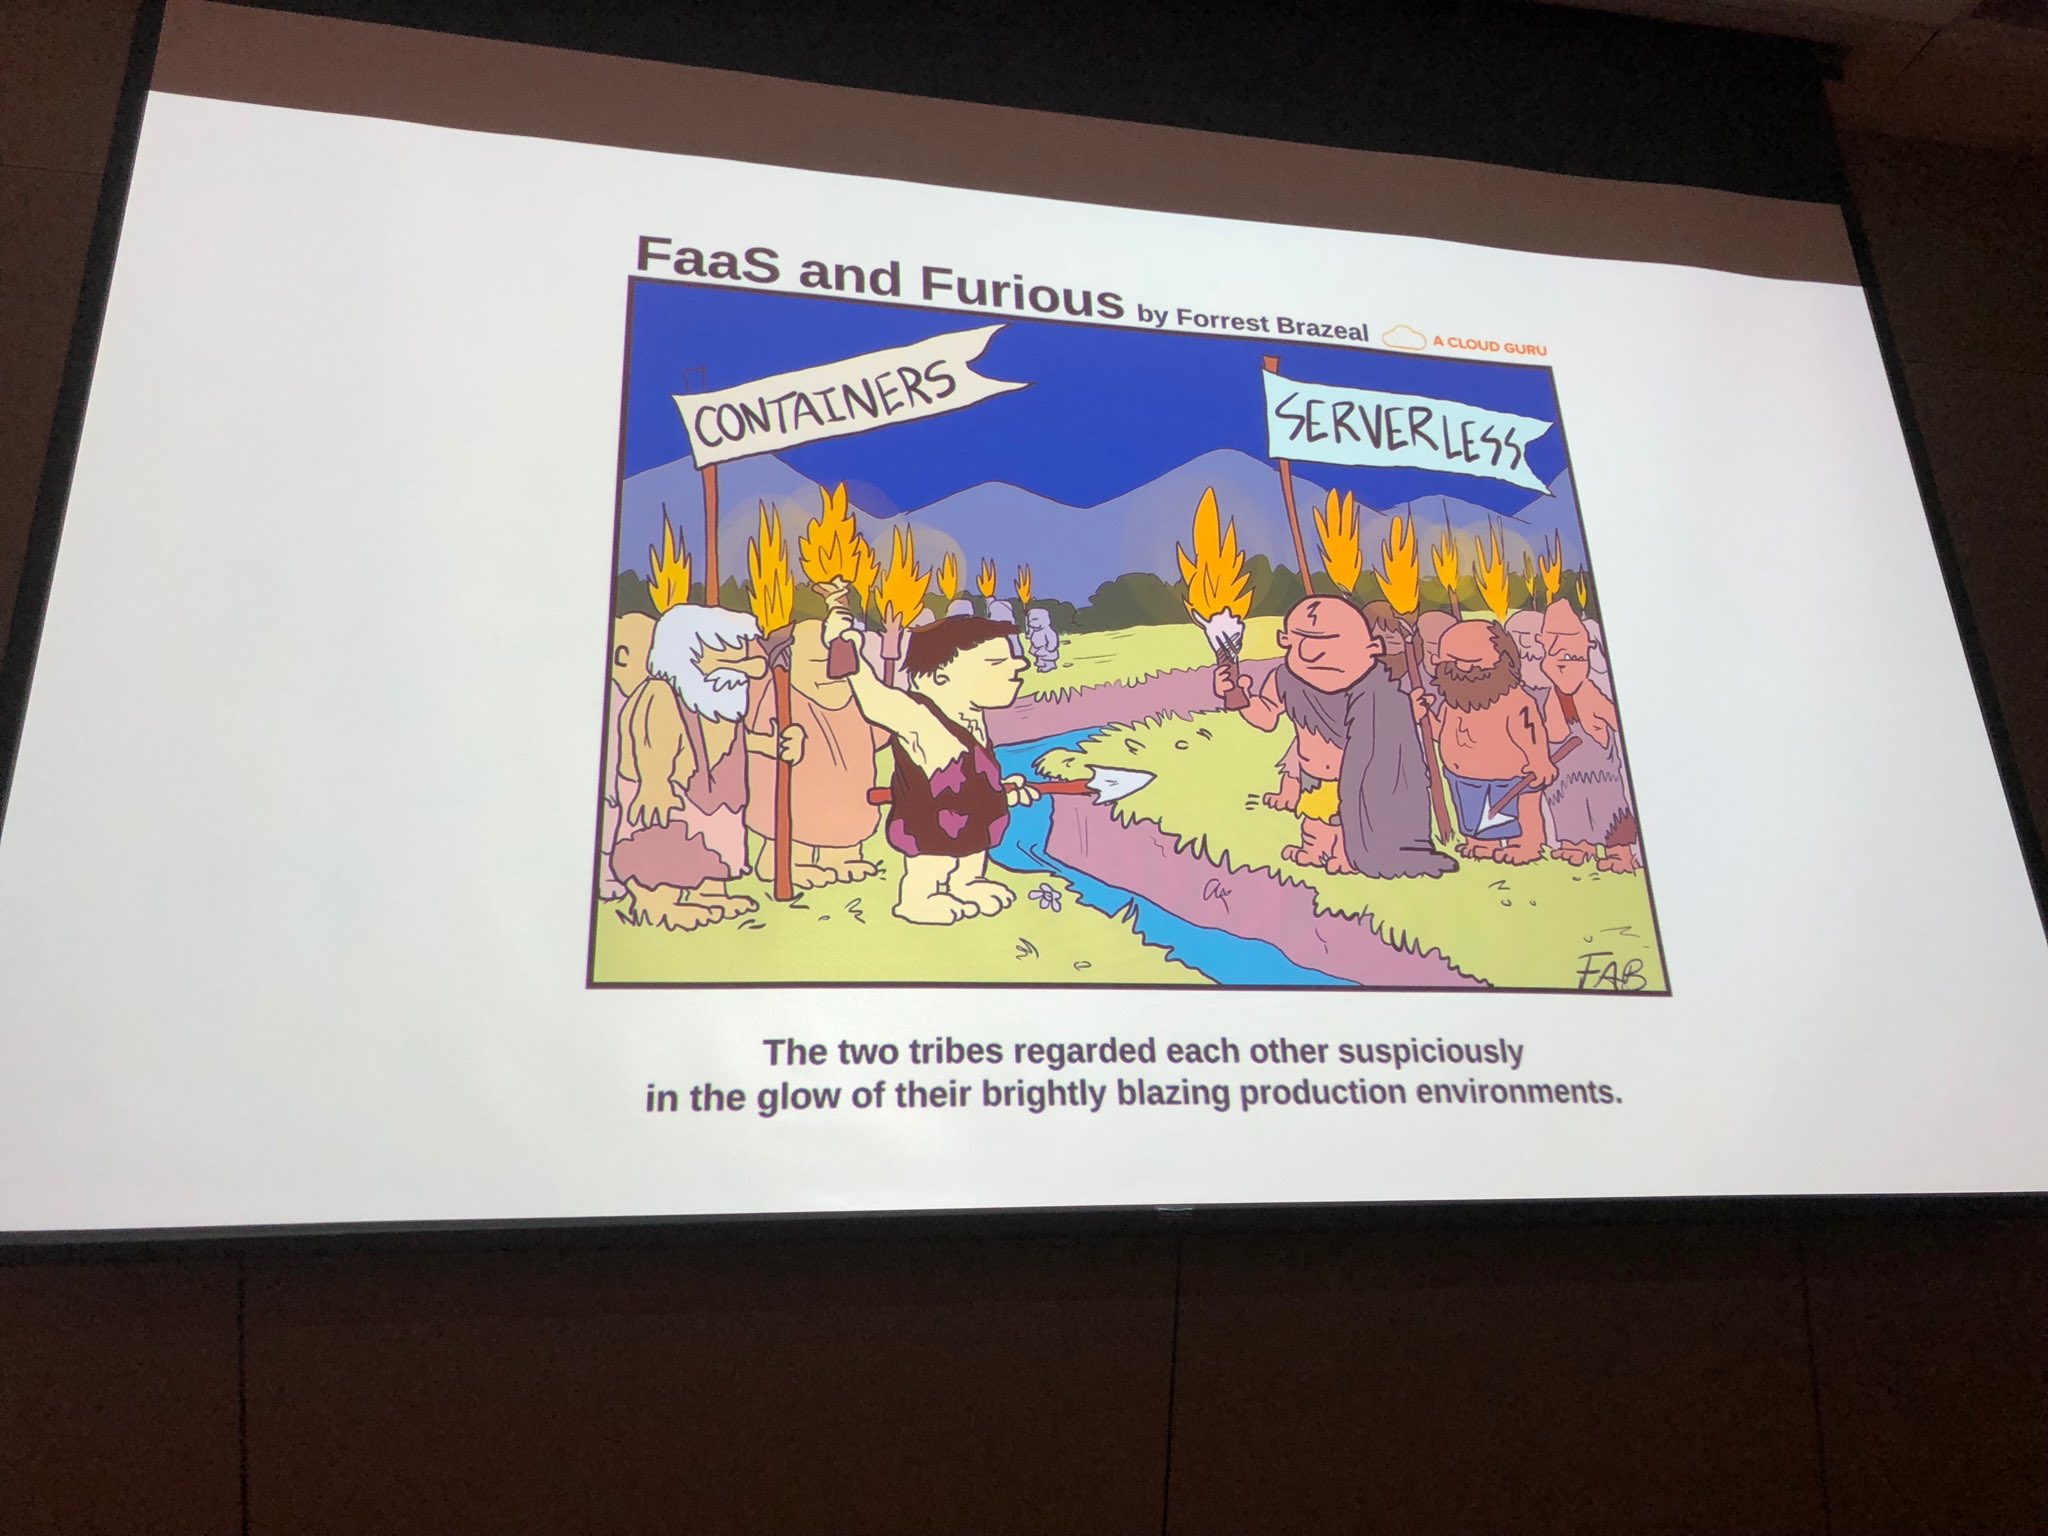 FaaS and Furious by Forrest Brazeal A CLOUD GURU
CONTAINERS
SERVERLESS
FAB
The two tribes regarded each other suspiciously
in the glow of their brightly blazing production environments.